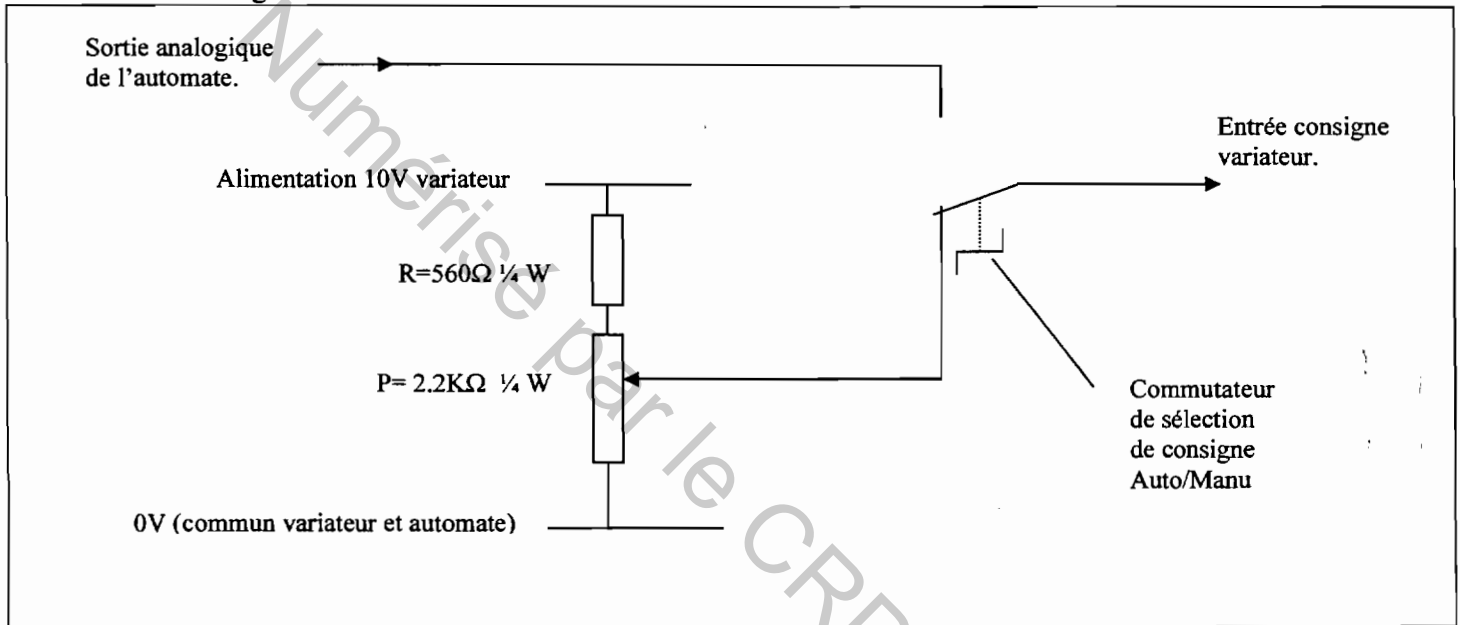 Sortie analogique
de l'automate.
Entrée consigne
variateur.
Alimentation 10V variateur
R=560Ω ¼ W
P= 2.2KΩ ¼ W
Commutateur
de sélection
de consigne
Auto/Manu
0V (commun variateur et automate)
Numérisé par le CRD